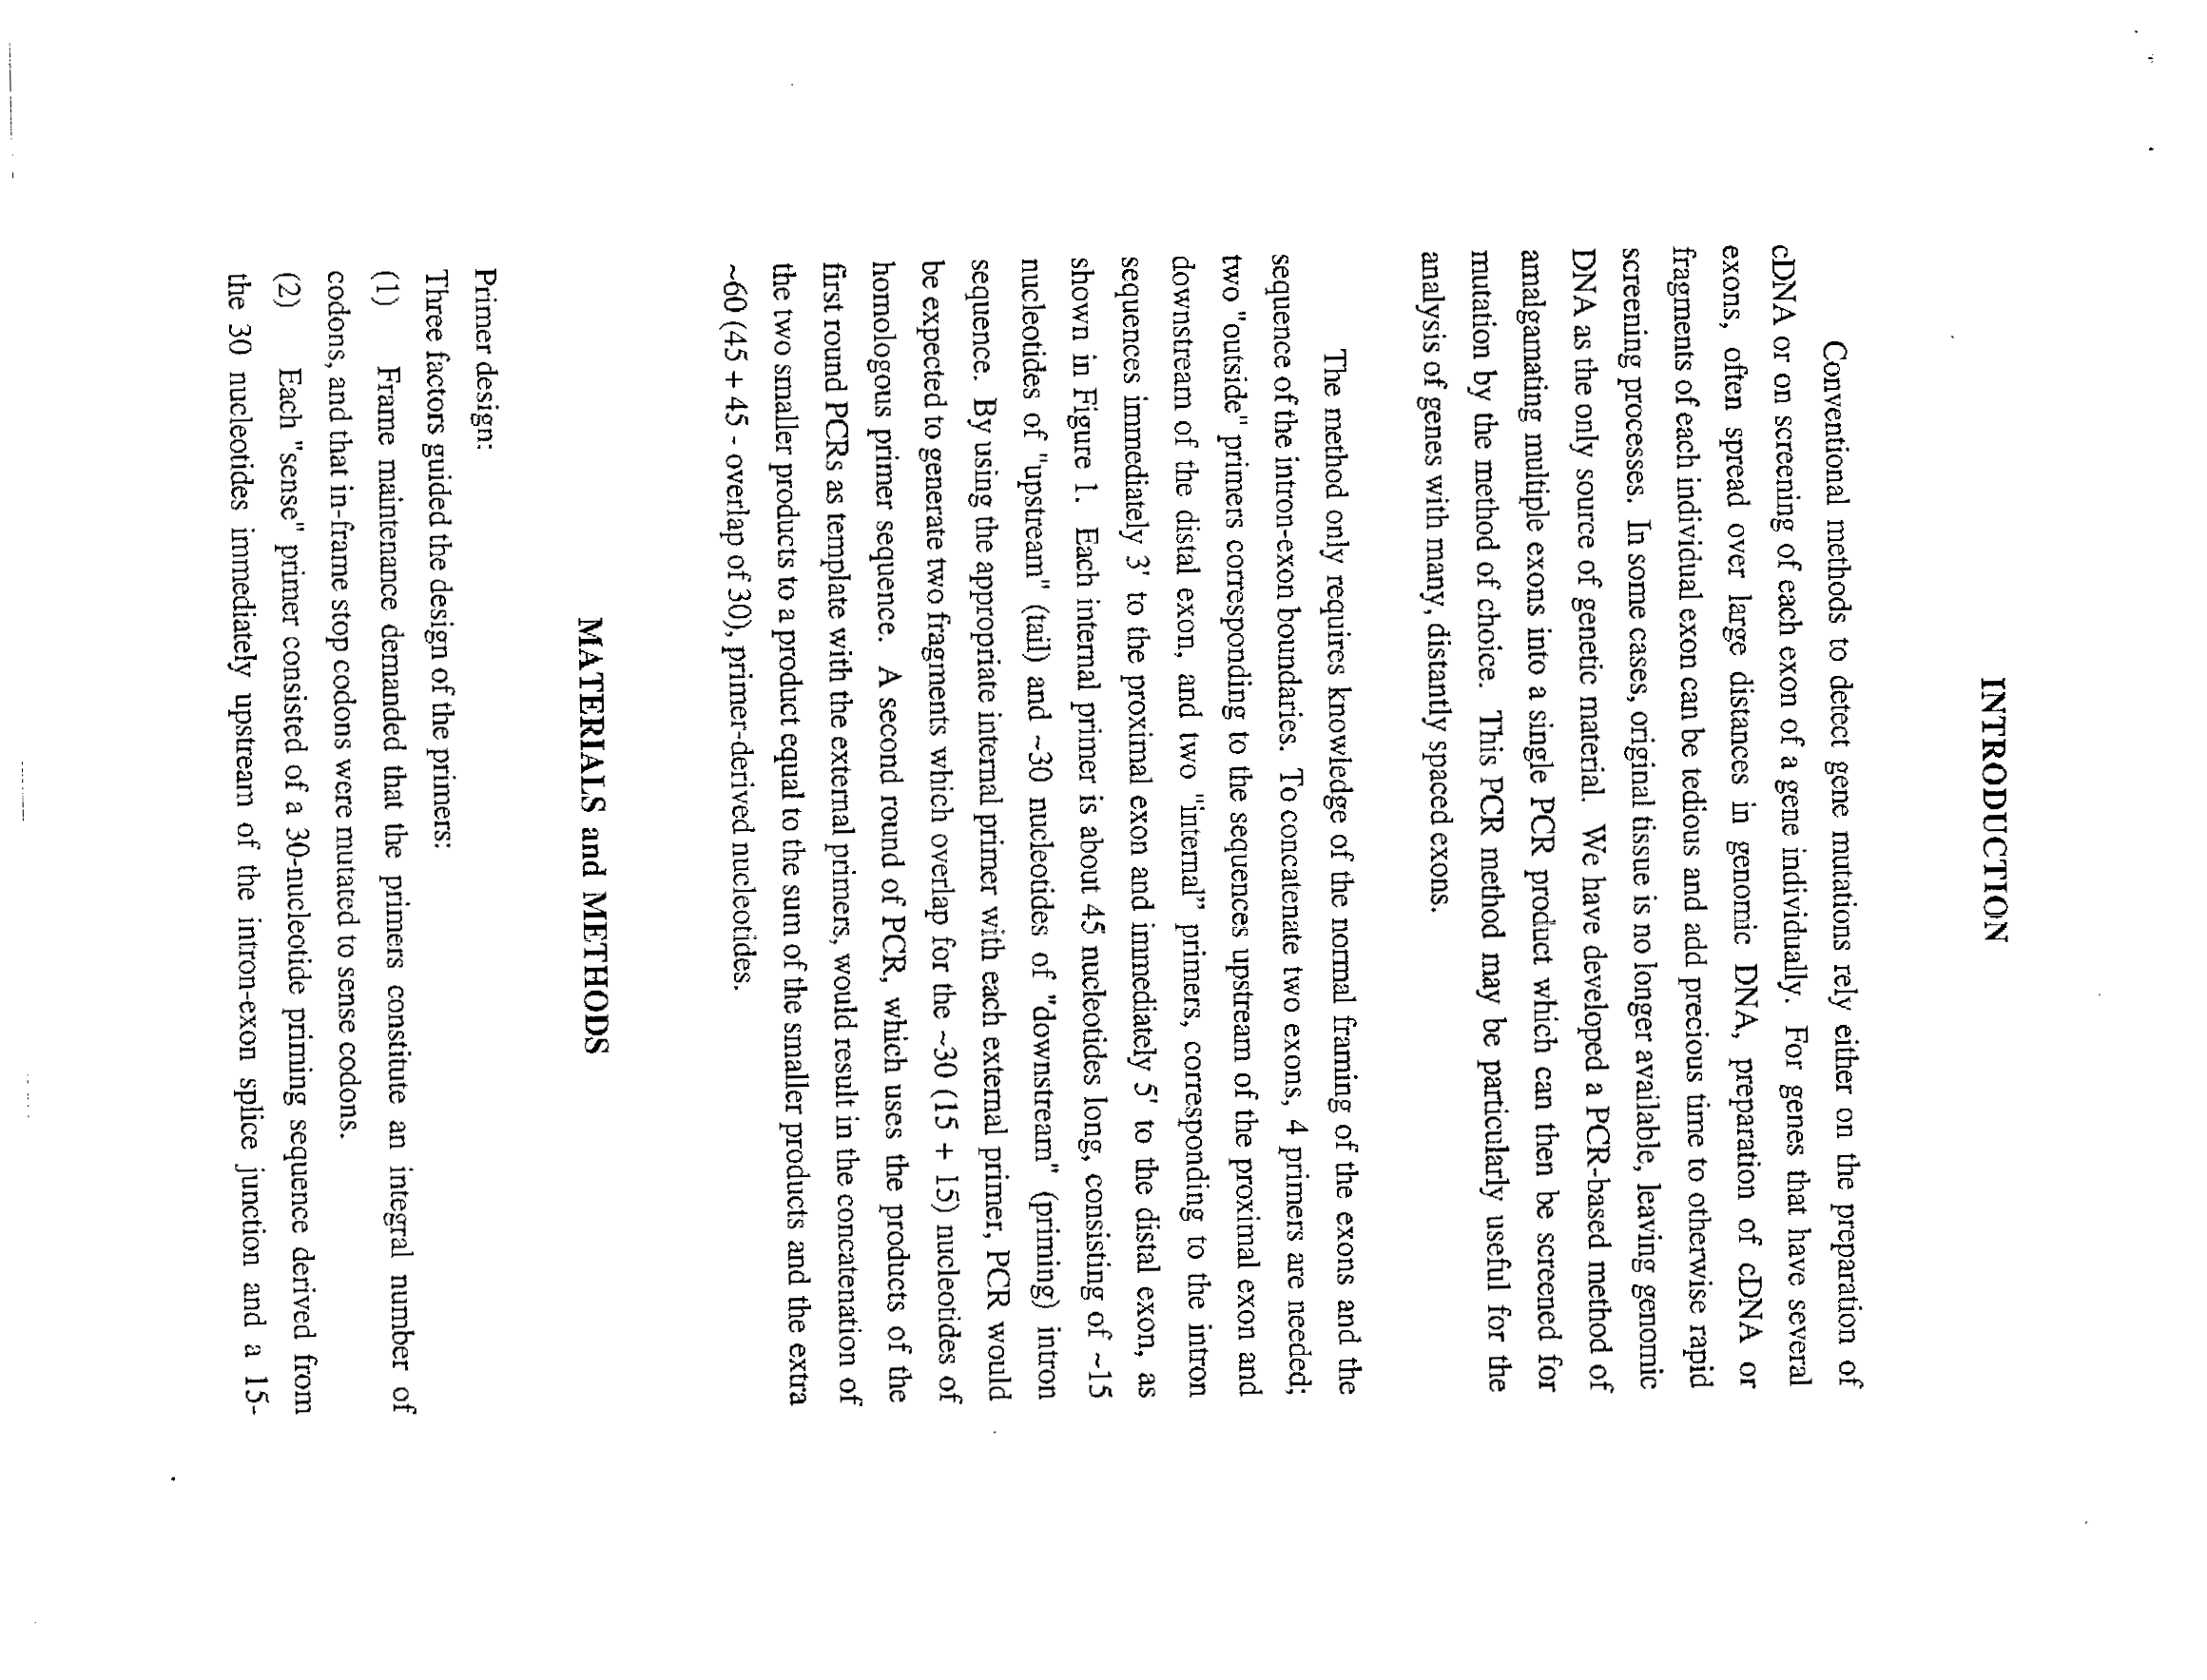 INTRODUCTION
Conventional methods to detect gene mutations rely either on the preparation of
cDNA or on screening of each exon of a gene individually. For genes that have several
exons, often spread over large distances in genomic DNA, preparation of cDNA or
fragments of each individual exon can be tedious and add precious time to otherwise rapid
screening processes. In some cases, original tissue is no longer available, leaving genomic
DNA as the only source of genetic material. We have developed a PCR-based method of
amalgamating multiple exons into a single PCR product which can then be screened for
mutation by the method of choice. This PCR method may be particularly useful for the
analysis of genes with many, distantly spaced exons.
The method only requires knowledge of the normal framing of the exons and the
sequence of the intron-exon boundaries. To concatenate two exons, 4 primers are needed;
two "outside" primers corresponding to the sequences upstream of the proximal exon and
downstream of the distal exon, and two "internal” primers, corresponding to the intron
sequences immediately 3' to the proximal exon and immediately 5' to the distal exon, as
shown in Figure 1. Each internal primer is about 45 nucleotides long, consisting of ~15
nucleotides of "upstream" (tail) and ~30 nucleotides of "downstream" (priming) intron
sequence. By using the appropriate internal primer with each external primer, PCR would
be expected to generate two fragments which overlap for the ~30 (15 + 15) nucleotides of
homologous primer sequence. A second round of PCR, which uses the products of the
first round PCRs as template with the external primers, would result in the concatenation of
the two smaller products to a product equal to the sum of the smaller products and the extra
~60 (45 + 45 - overlap of 30), primer-derived nucleotides.
MATERIALS and METHODS
Primer design:
Three factors guided the design of the primers:
(1) Frame maintenance demanded that the primers constitute an integral number of
codons, and that in-frame stop codons were mutated to sense codons.
(2) Each "sense" primer consisted of a 30-nucleotide priming sequence derived from
the 30 nucleotides immediately upstream of the intron-exon splice junction and a 15-